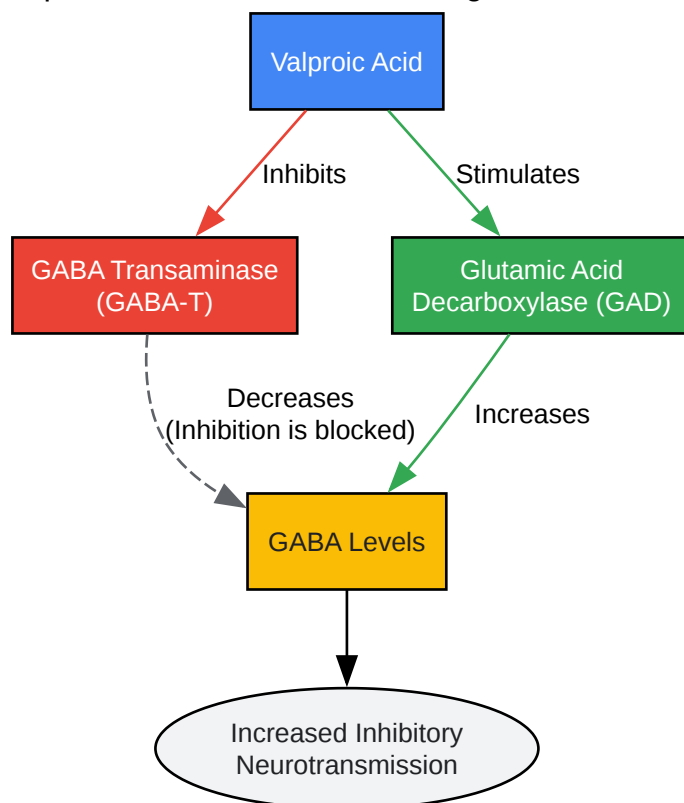 Valproic Acid
Inhibits
Stimulates
GABA Transaminase
(GABA-T)
Glutamic Acid
Decarboxylase (GAD)
Decreases
(Inhibition is blocked)
Increases
GABA Levels
Increased Inhibitory
Neurotransmission